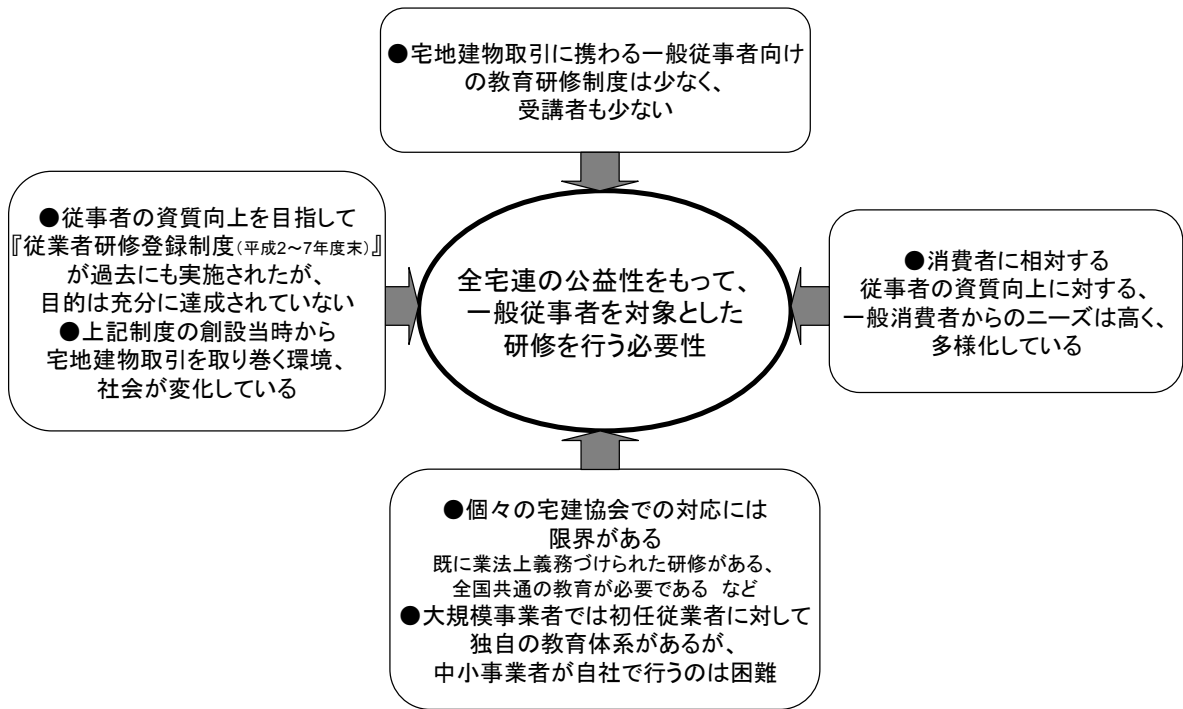 ●宅地建物取引に携わる一般従事者向け
の教育研修制度は少なく、
受講者も少ない
●従事者の資質向上を目指して
『従業者研修登録制度(平成2～7年度末)』
が過去にも実施されたが、
目的は充分に達成されていない
●上記制度の創設当時から
宅地建物取引を取り巻く環境、
社会が変化している
全宅連の公益性をもって、
一般従事者を対象とした
研修を行う必要性
●消費者に相対する
従事者の資質向上に対する、
一般消費者からのニーズは高く、
多様化している
●個々の宅建協会での対応には
限界がある
既に業法上義務づけられた研修がある、
全国共通の教育が必要である など
●大規模事業者では初任従業者に対して
独自の教育体系があるが、
中小事業者が自社で行うのは困難